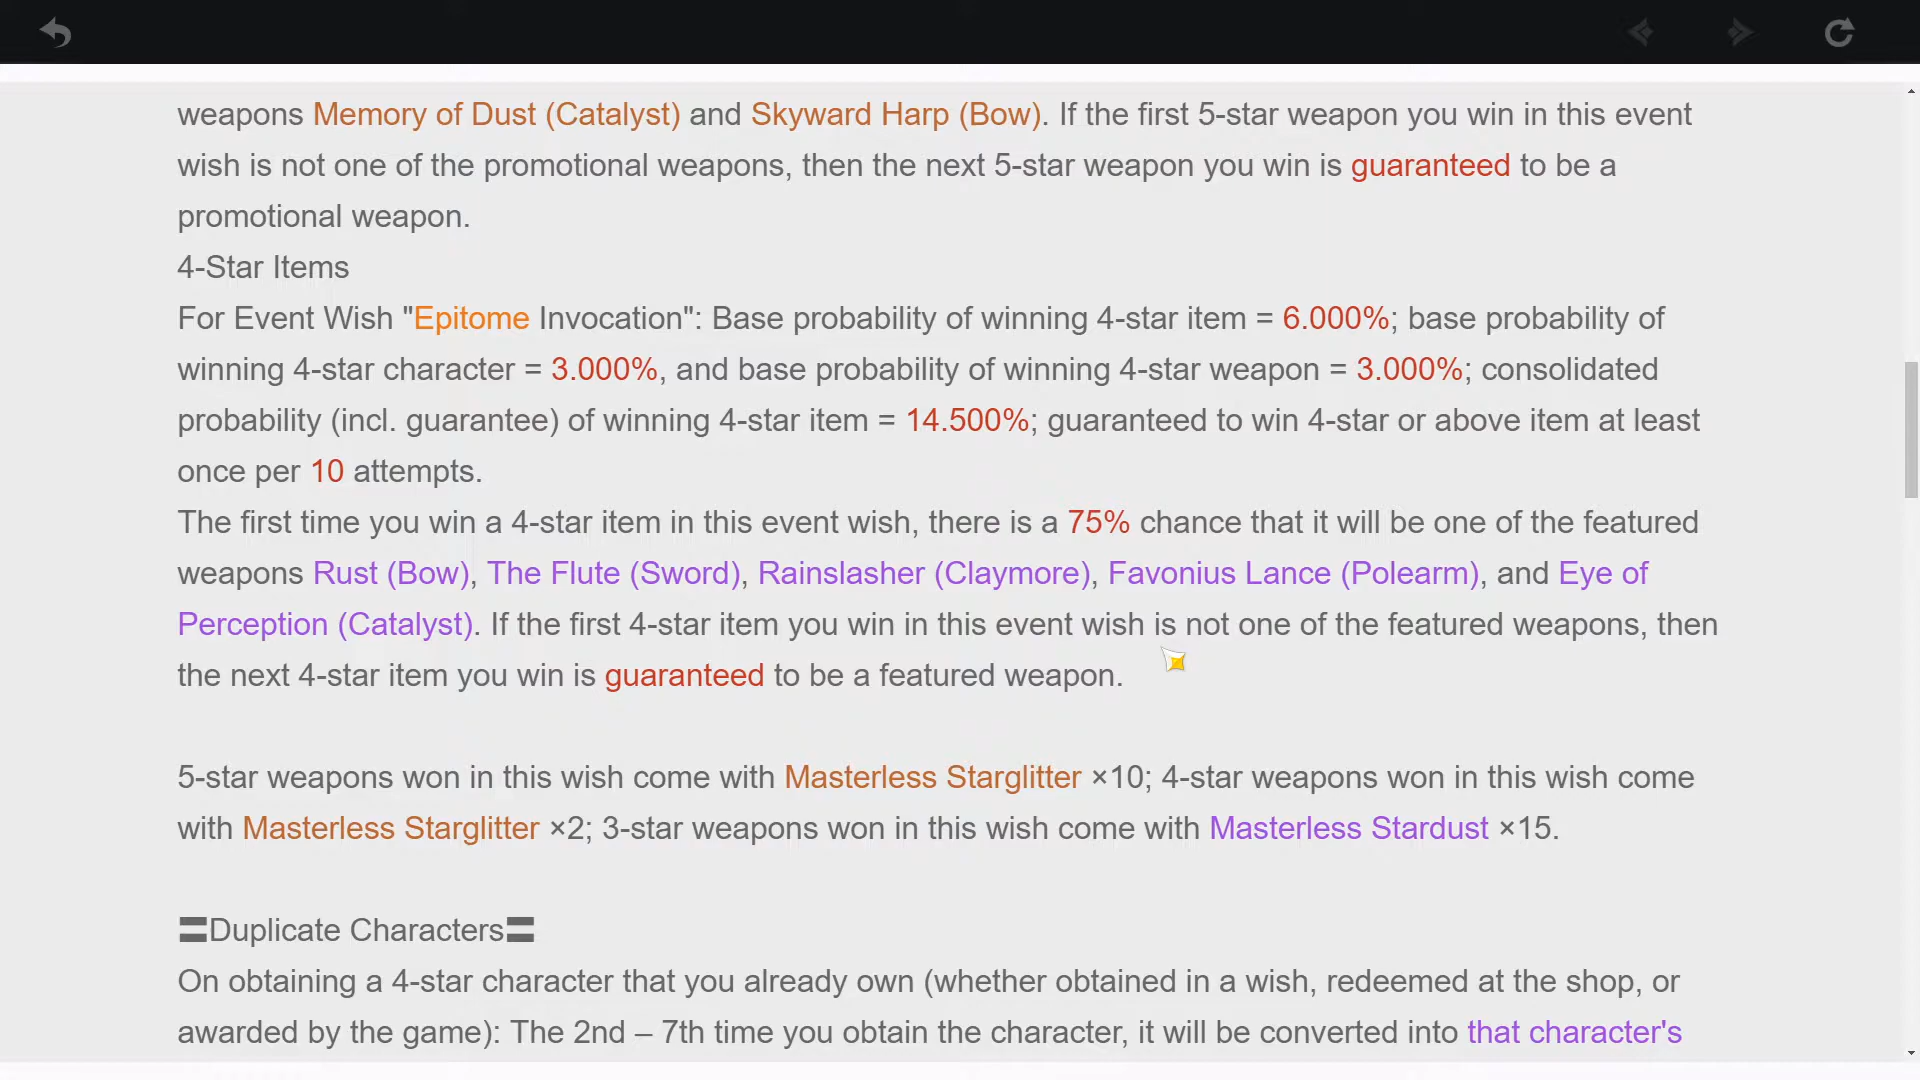 weapons Memory of Dust (Catalyst) and Skyward Harp (Bow). If the first 5-star weapon you win in this event
wish is not one of the promotional weapons, then the next 5-star weapon you win is guaranteed to be a
promotional weapon.
4-Star Items
For Event Wish "Epitome Invocation": Base probability of winning 4-star item = 6.000%; base probability of
winning 4-star character = 3.000%, and base probability of winning 4-star weapon = 3.000%; consolidated
probability (incl. guarantee) of winning 4-star item = 14.500%; guaranteed to win 4-star or above item at least
once per 10 attempts.
The first time you win a 4-star item in this event wish, there is a 75% chance that it will be one of the featured
weapons Rust (Bow), The Flute (Sword), Rainslasher (Claymore), Favonius Lance (Polearm), and Eye of
Perception (Catalyst). If the first 4-star item you win in this event wish is not one of the featured weapons, then
the next 4-star item you win is guaranteed to be a featured weapon.
5-star weapons won in this wish come with Masterless Starglitter ×10; 4-star weapons won in this wish come
with Masterless Starglitter ×2; 3-star weapons won in this wish come with Masterless Stardust ×15.
〓Duplicate Characters〓
On obtaining a 4-star character that you already own (whether obtained in a wish, redeemed at the shop, or
awarded by the game): The 2nd – 7th time you obtain the character, it will be converted into that character's